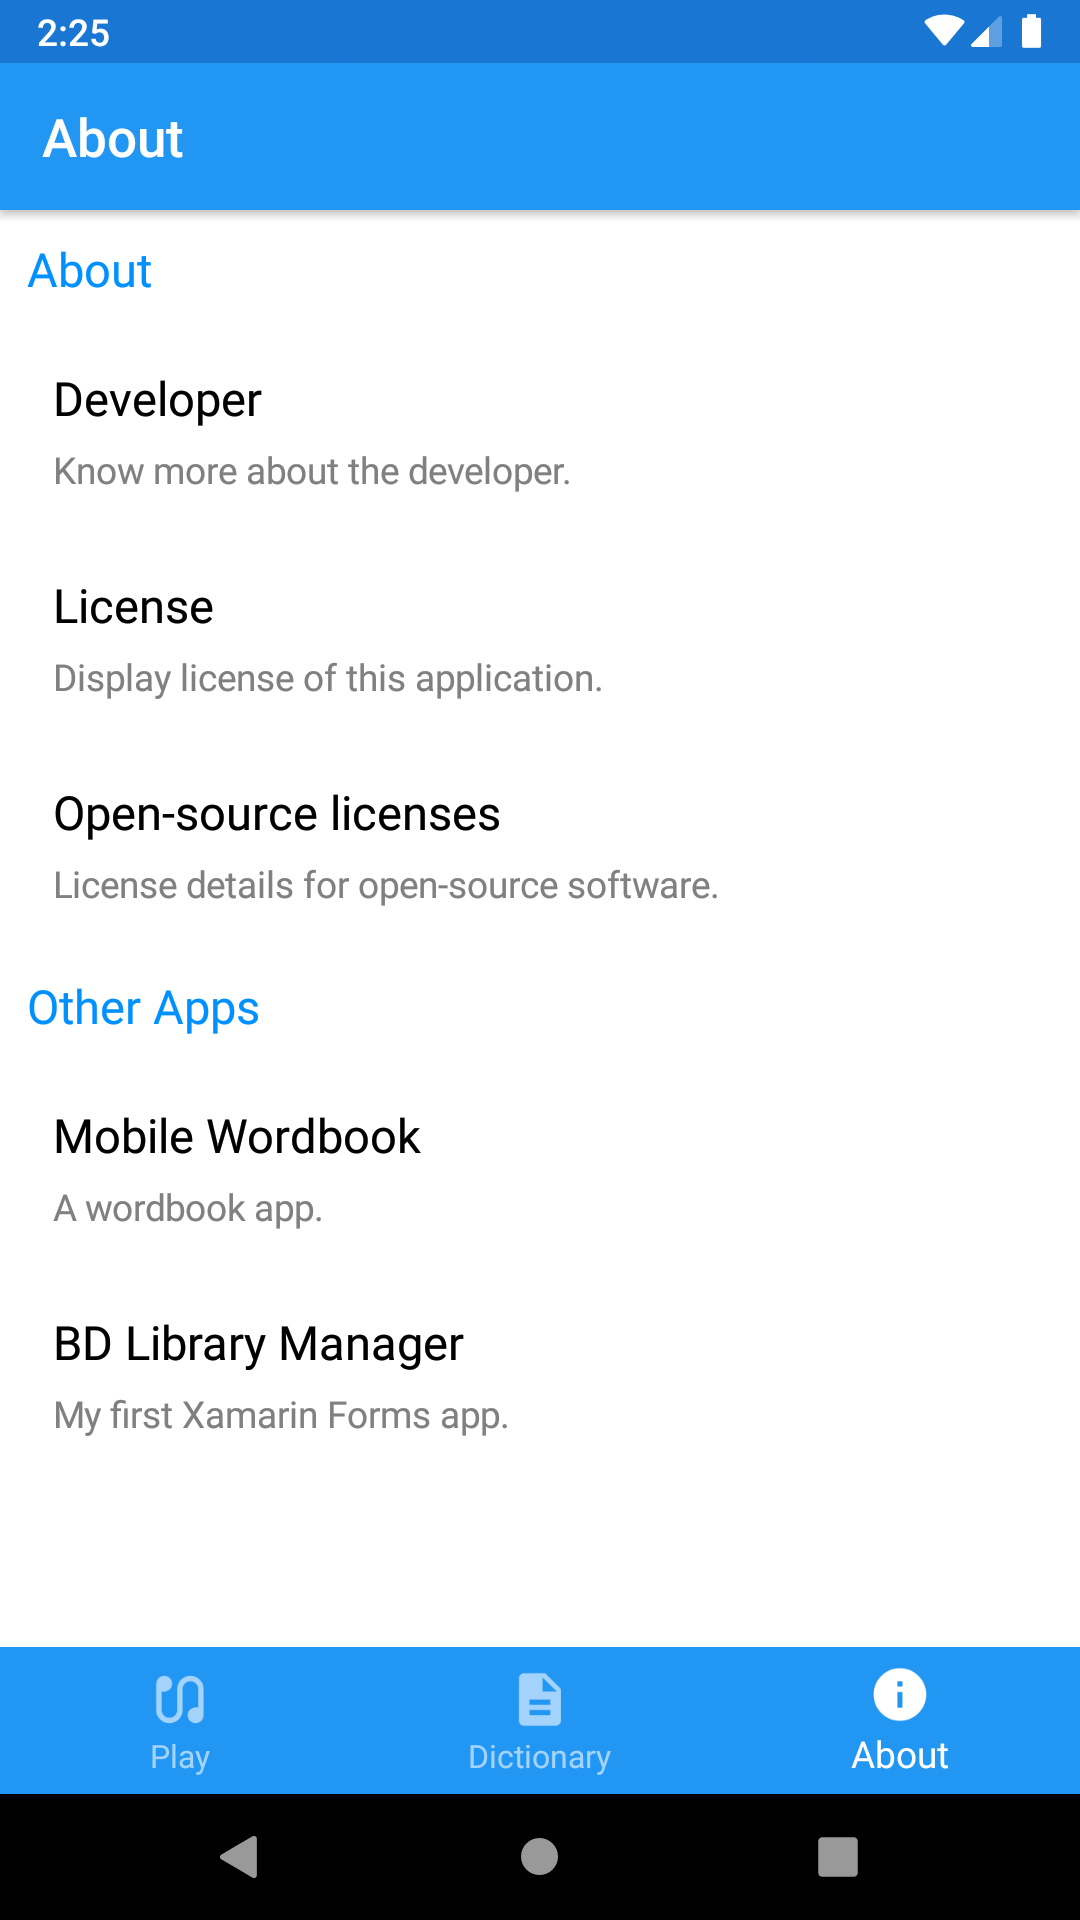 2:25
About
About
Developer
Know more about the developer.
License
Display license of this application.
Open-source licenses
License details for open-source software.
Other Apps
Mobile Wordbook
A wordbook app.
BD Library Manager
My first Xamarin Forms app.
Play
Dictionary
About